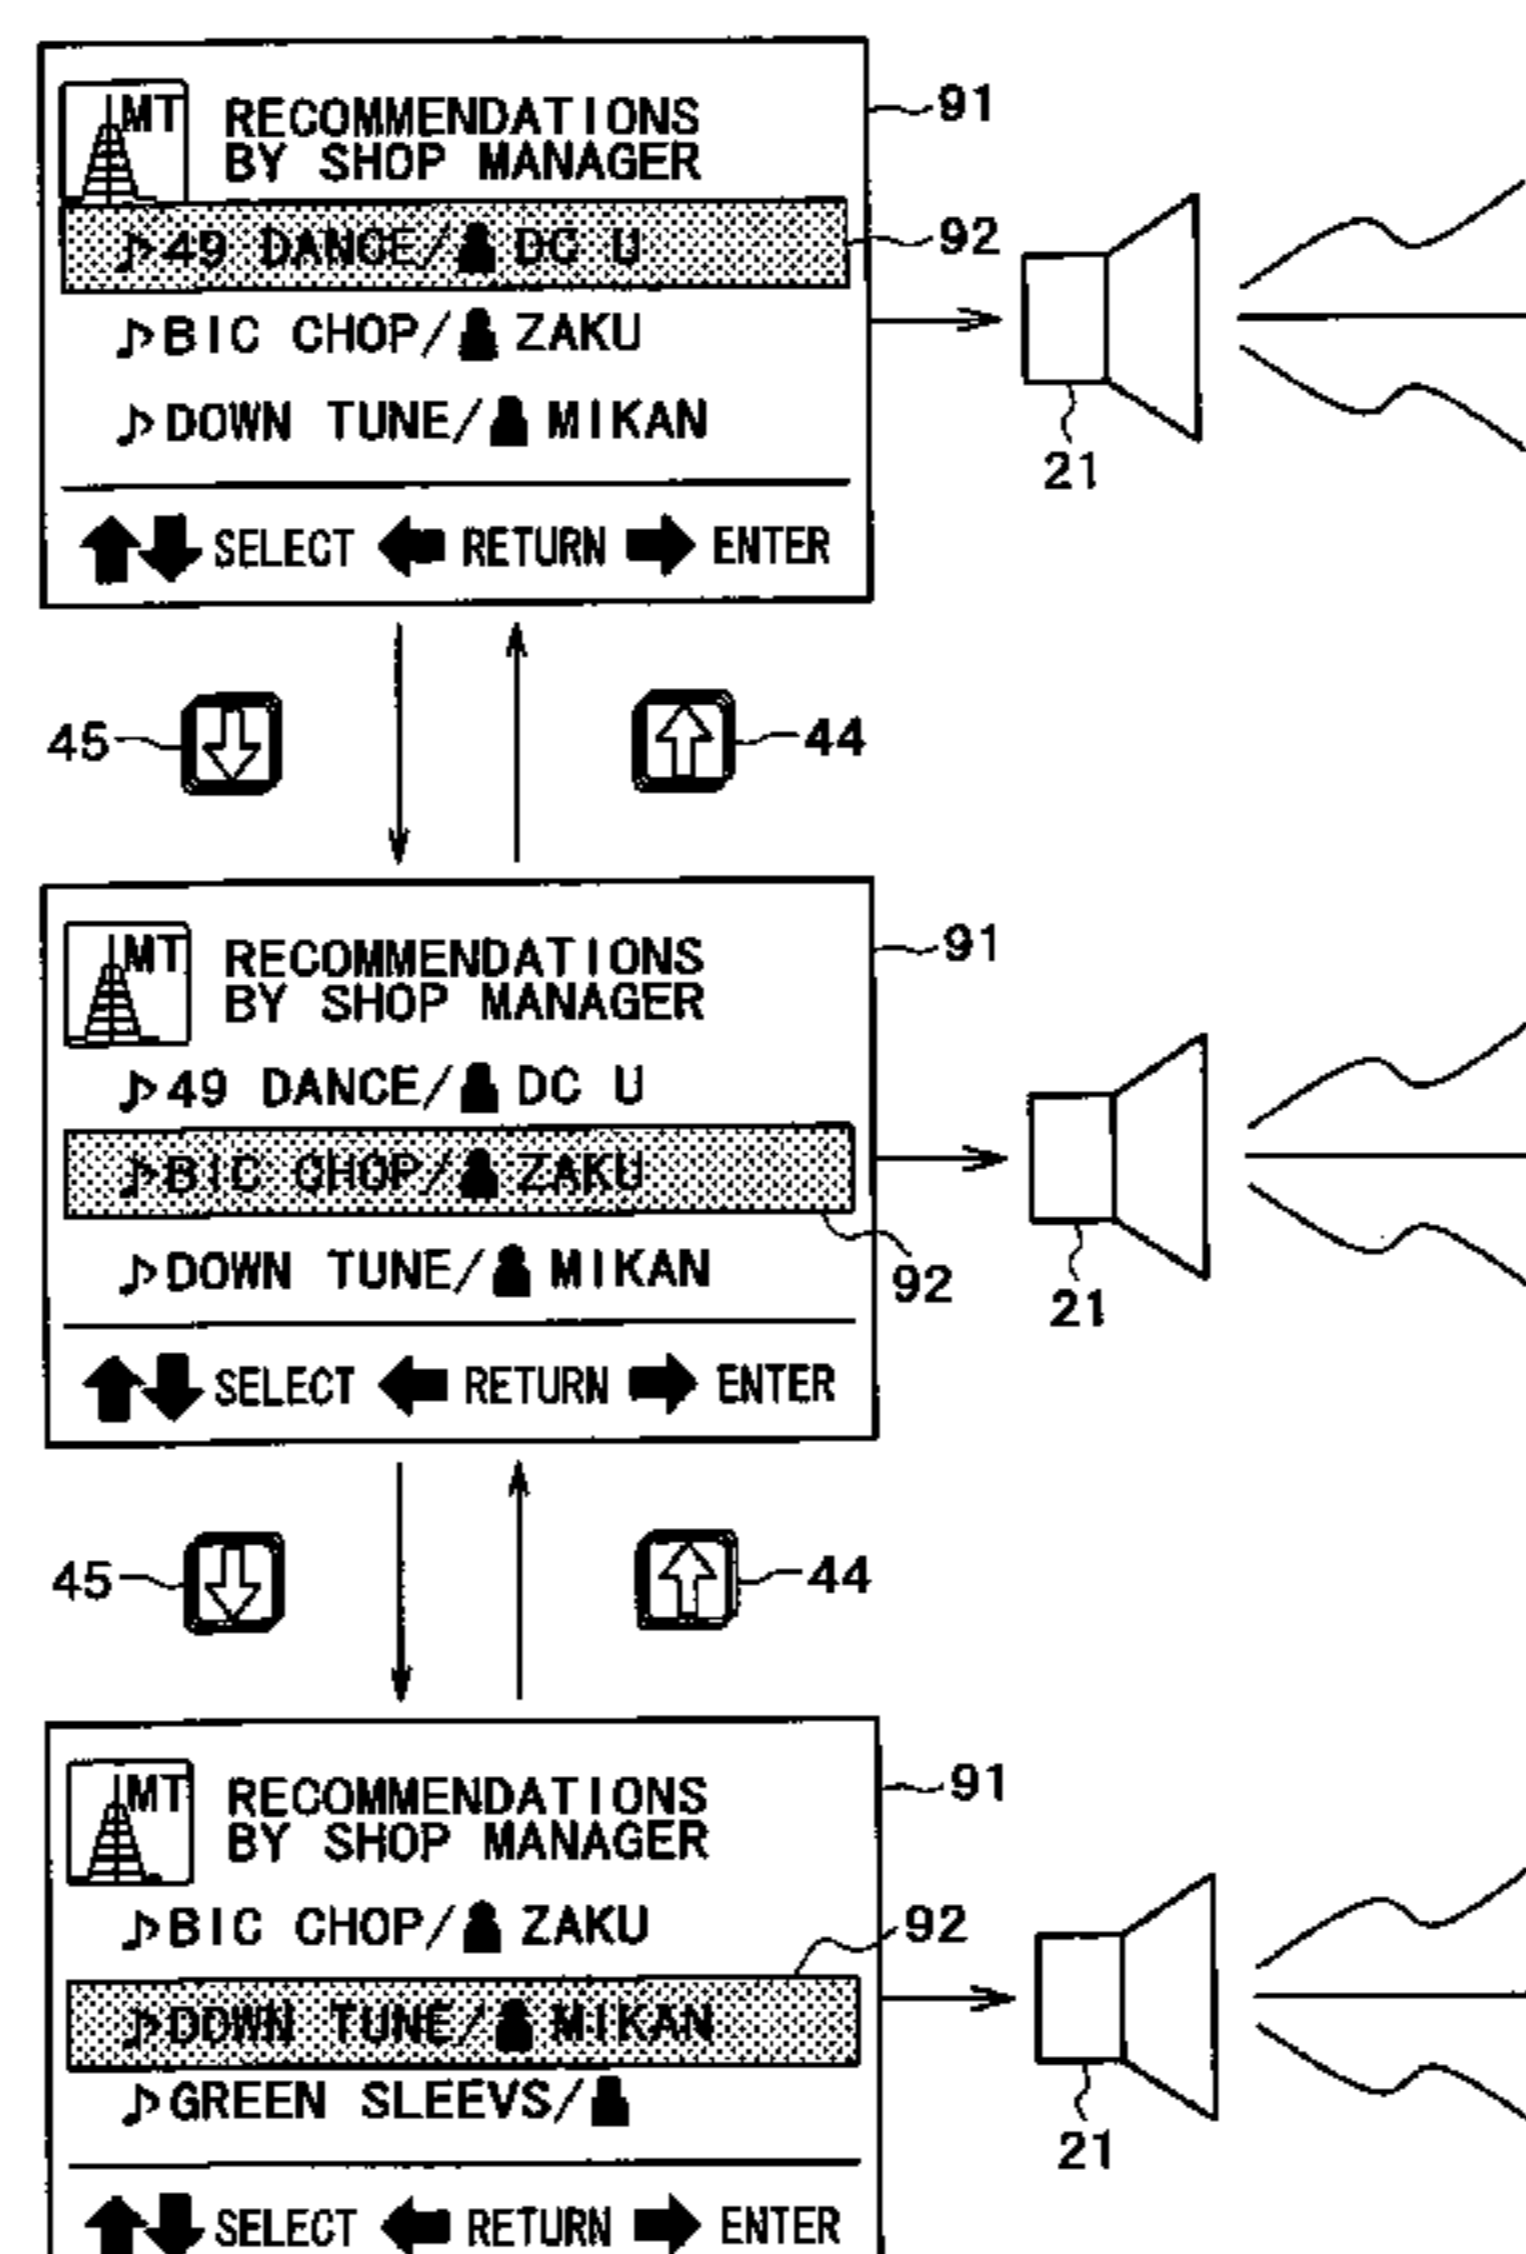 MT RECOMMENDATIONS
BY SHOP MANAGER
91
♪49 DANCE/👤 DC U
92
♪BIC CHOP/👤 ZAKU
♪DOWN TUNE/👤 MIKAN
21
SELECT RETURN ENTER
45
44
MT RECOMMENDATIONS
BY SHOP MANAGER
91
♪49 DANCE/👤 DC U
♪BIC CHOP/👤 ZAKU
♪DOWN TUNE/👤 MIKAN
92
21
SELECT RETURN ENTER
45
44
MT RECOMMENDATIONS
BY SHOP MANAGER
91
♪BIC CHOP/👤 ZAKU
92
♪DOWN TUNE/👤 MIKAN
♪GREEN SLEEVS/👤
21
SELECT RETURN ENTER